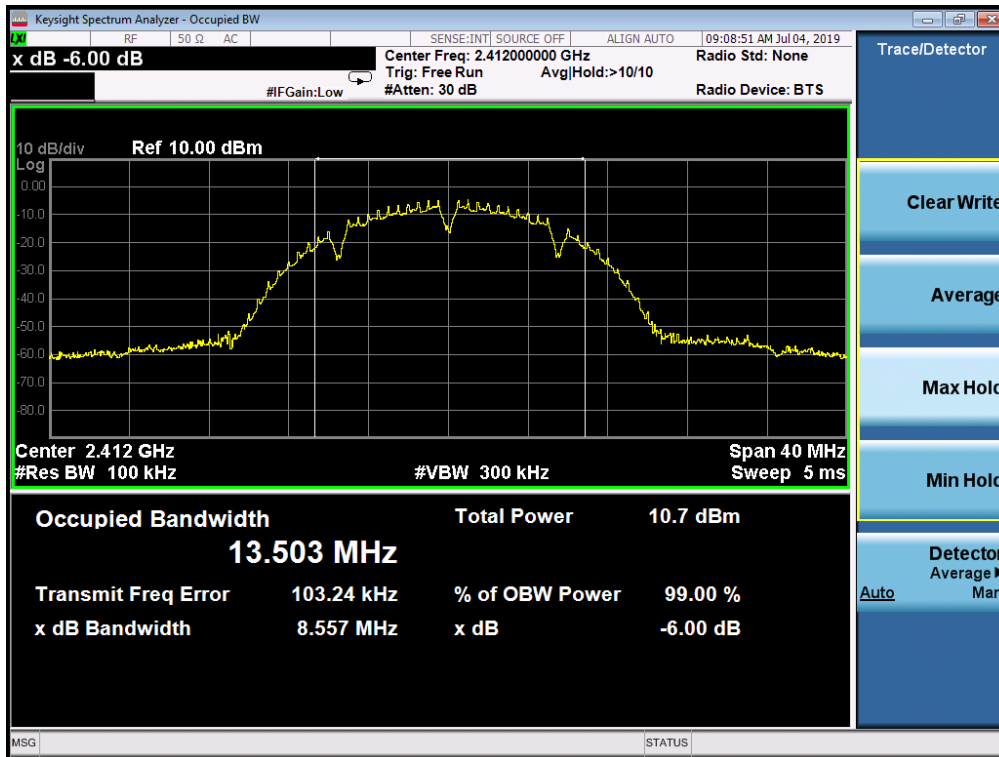 Keysight Spectrum Analyzer - Occupied BW
LXI RF 50 Ω AC SENSE:INT SOURCE OFF ALIGN AUTO 09:08:51 AM Jul 04, 2019
x dB -6.00 dB
Center Freq: 2.412000000 GHz Radio Std: None
Trig: Free Run Avg|Hold:>10/10
#IFGain:Low #Atten: 30 dB Radio Device: BTS
10 dB/div Ref 10.00 dBm
Log
0.00
-10.0
-20.0
-30.0
-40.0
-50.0
-60.0
-70.0
-80.0
Center 2.412 GHz Span 40 MHz
#Res BW 100 kHz #VBW 300 kHz Sweep 5 ms
Occupied Bandwidth Total Power 10.7 dBm
13.503 MHz
Transmit Freq Error 103.24 kHz % of OBW Power 99.00 %
x dB Bandwidth 8.557 MHz x dB -6.00 dB
MSG STATUS
Trace/Detector
Clear Write
Average
Max Hold
Min Hold
Detector
Average
Auto Man